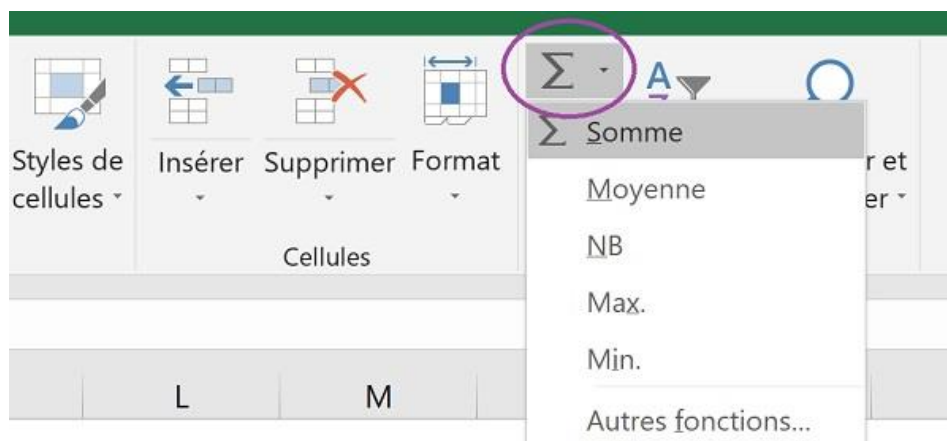 Styles de
cellules
Insérer
Supprimer
Format
Cellules
Σ
A
Σ Somme
Moyenne
NB
Max.
Min.
Autres fonctions...
r et
er
L
M